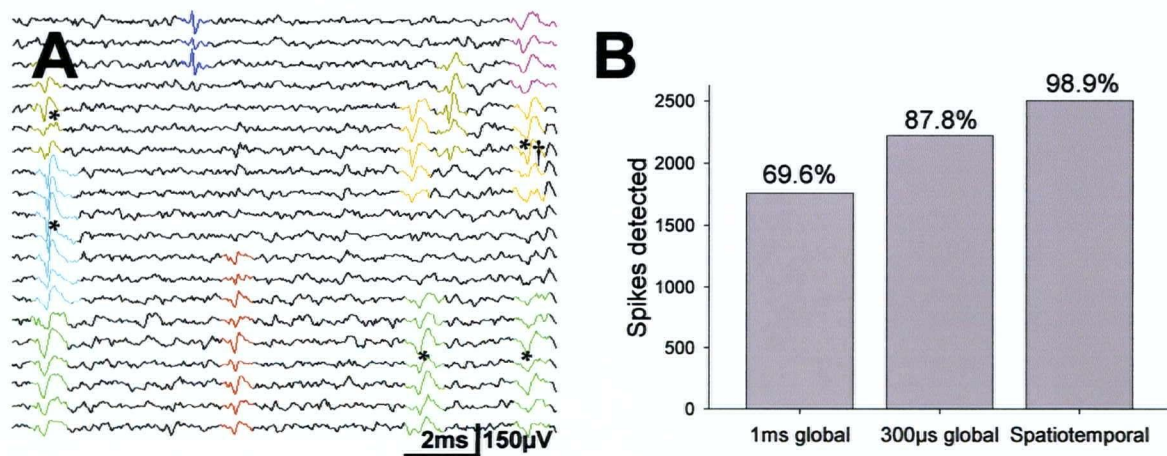 A
*
*†
*
*
*
2ms 150µV
B
98.9%
87.8%
69.6%
2500
2000
1500
1000
500
0
Spikes detected
1ms global 300µs global Spatiotemporal